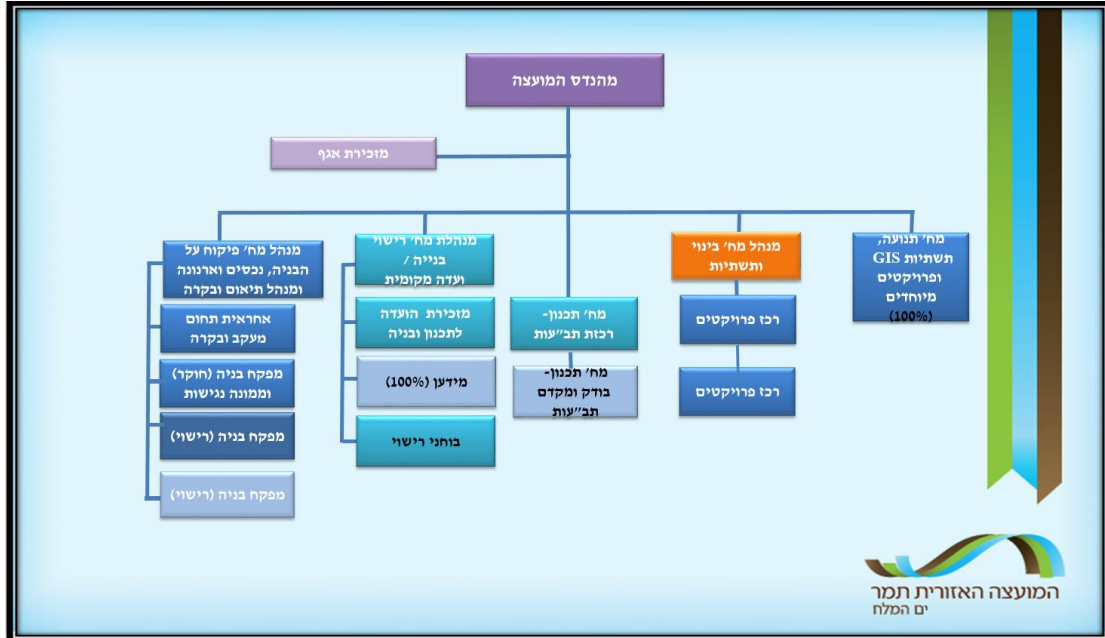 מהנדס המועצה
מזכירת אגף
מח' תנועה,
תשתיות GIS
ופרויקטים
מיוחדים
(100%)
מנהל מח' בינוי
ותשתיות
רכז פרויקטים
רכז פרויקטים
מח' תכנון-
רכזת תב"עות
מח' תכנון-
בודק ומקדם
תב"עות
מנהלת מח' רישוי
בנייה /
ועדה מקומית
מזכירת הועדה
לתכנון ובניה
מידען (100%)
בוחני רישוי
מנהל מח' פיקוח על
הבניה, נכסים וארנונה
ומנהל תיאום ובקרה
אחראית תחום
מעקב ובקרה
מפקח בניה (חוקר)
וממונה נגישות
מפקח בניה (רישוי)
מפקח בניה (רישוי)
המועצה האזורית תמר
ים המלח